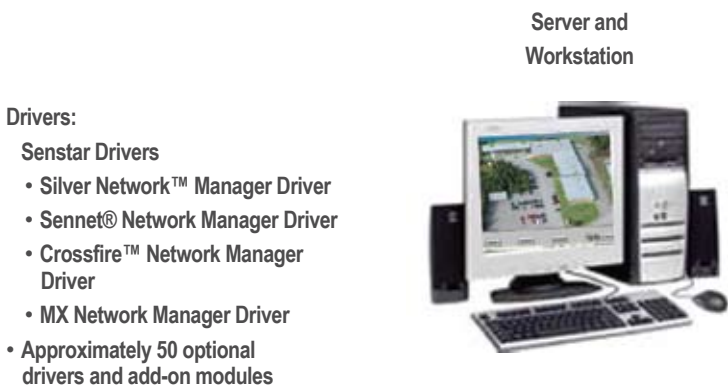 Server and
Workstation
Drivers:
Senstar Drivers
• Silver Network™ Manager Driver
• Sennet® Network Manager Driver
• Crossfire™ Network Manager
Driver
• MX Network Manager Driver
• Approximately 50 optional
drivers and add-on modules